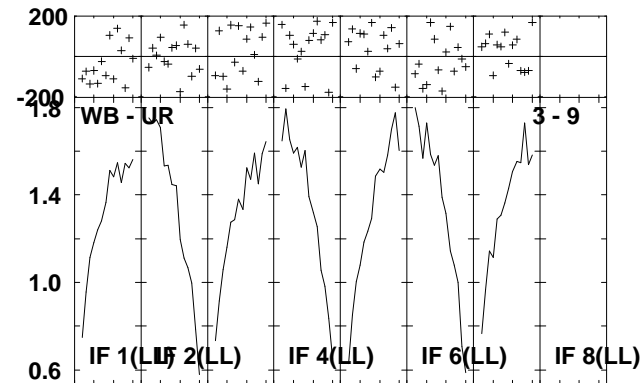 200
-200
1.8
WB - UR
3 - 9
1.4
1.0
0.6
IF 1(LL)
IF 2(LL)
IF 4(LL)
IF 6(LL)
IF 8(LL)